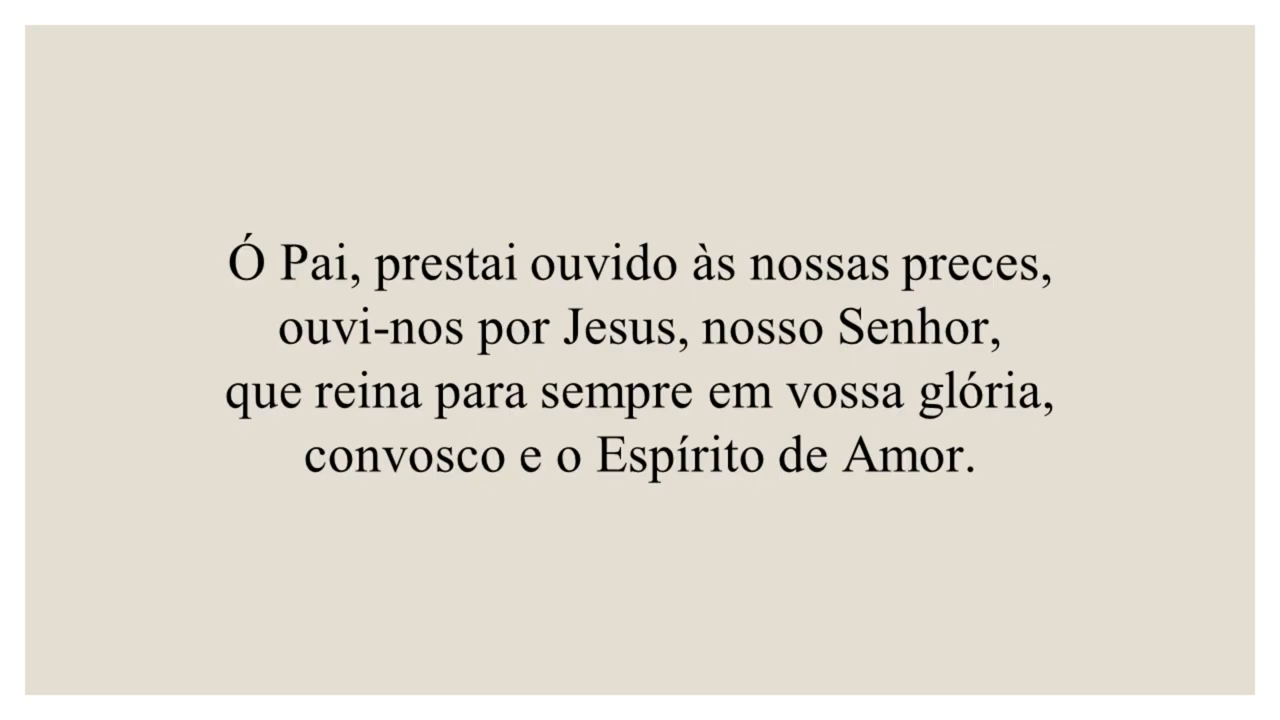 Ó Pai, prestai ouvido às nossas preces,
ouvi-nos por Jesus, nosso Senhor,
que reina para sempre em vossa glória,
convosco e o Espírito de Amor.